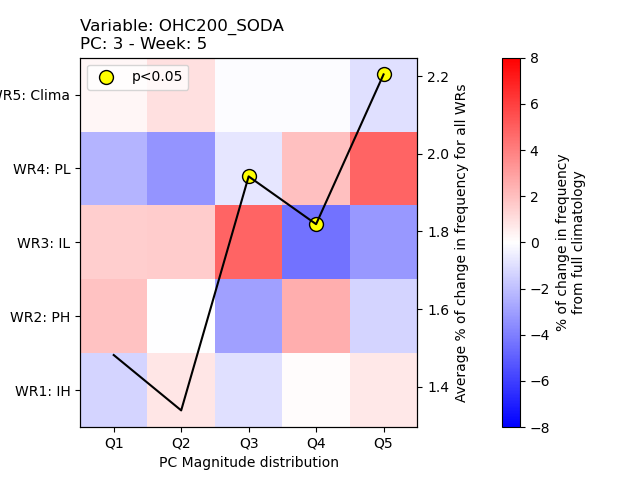 Variable: OHC200_SODA
PC: 3 - Week: 5
p<0.05
WR5: Clima
WR4: PL
WR3: IL
WR2: PH
WR1: IH
Q1 Q2 Q3 Q4 Q5
PC Magnitude distribution
2.2
2.0
1.8
1.6
1.4
Average % of change in frequency for all WRs
8
6
4
2
0
−2
−4
−6
−8
% of change in frequency
from full climatology